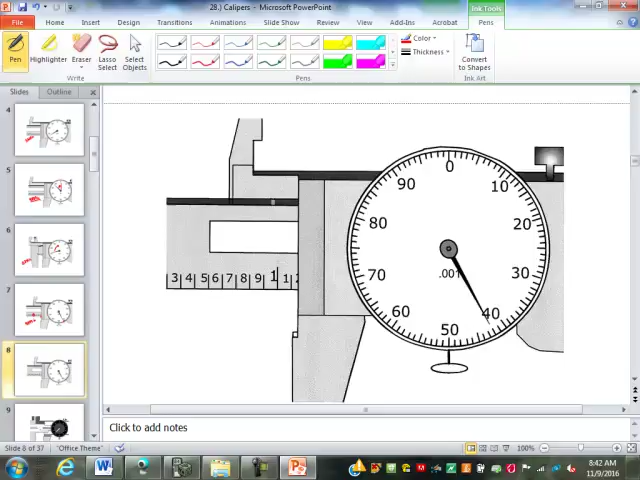 28.) Calipers - Microsoft PowerPoint
Ink Tools
File
Home
Insert
Design
Transitions
Animations
Slide Show
Review
View
Add-Ins
Acrobat
Pens
Pen
Highlighter
Eraser
Lasso
Select
Select
Objects
Color
Thickness
Convert
to Shapes
Write
Pens
Ink Art
Slides
Outline
4
5
6
7
8
9
0
10
20
30
40
50
60
70
80
90
.001
3 4 5 6 7 8 9 1 1 2
Click to add notes
Slide 8 of 37
"Office Theme"
100%
8:42 AM
11/9/2016